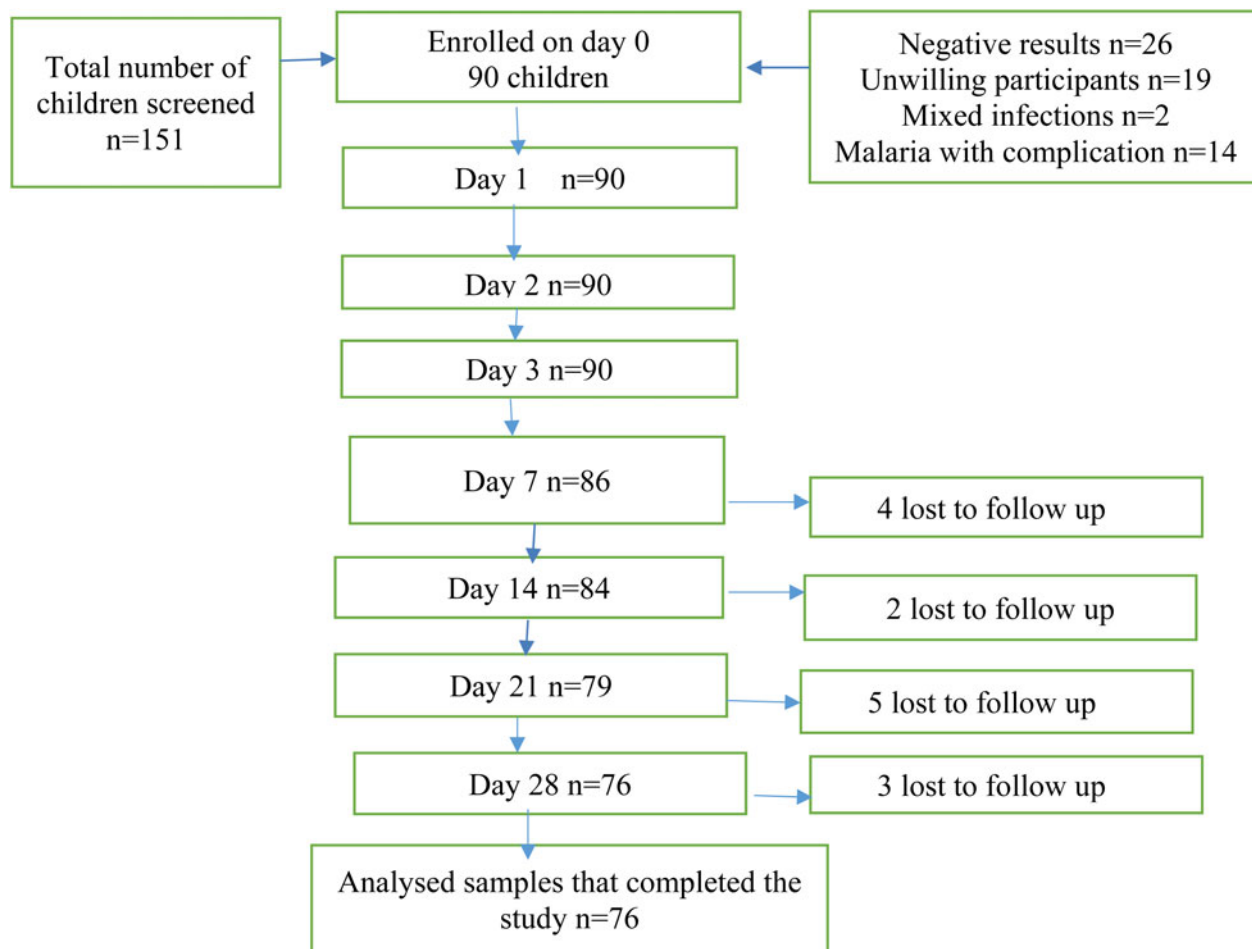 Total number of
children screened
n=151
Enrolled on day 0
90 children
Negative results n=26
Unwilling participants n=19
Mixed infections n=2
Malaria with complication n=14
Day 1 n=90
Day 2 n=90
Day 3 n=90
Day 7 n=86
4 lost to follow up
Day 14 n=84
2 lost to follow up
Day 21 n=79
5 lost to follow up
Day 28 n=76
3 lost to follow up
Analysed samples that completed the
study n=76